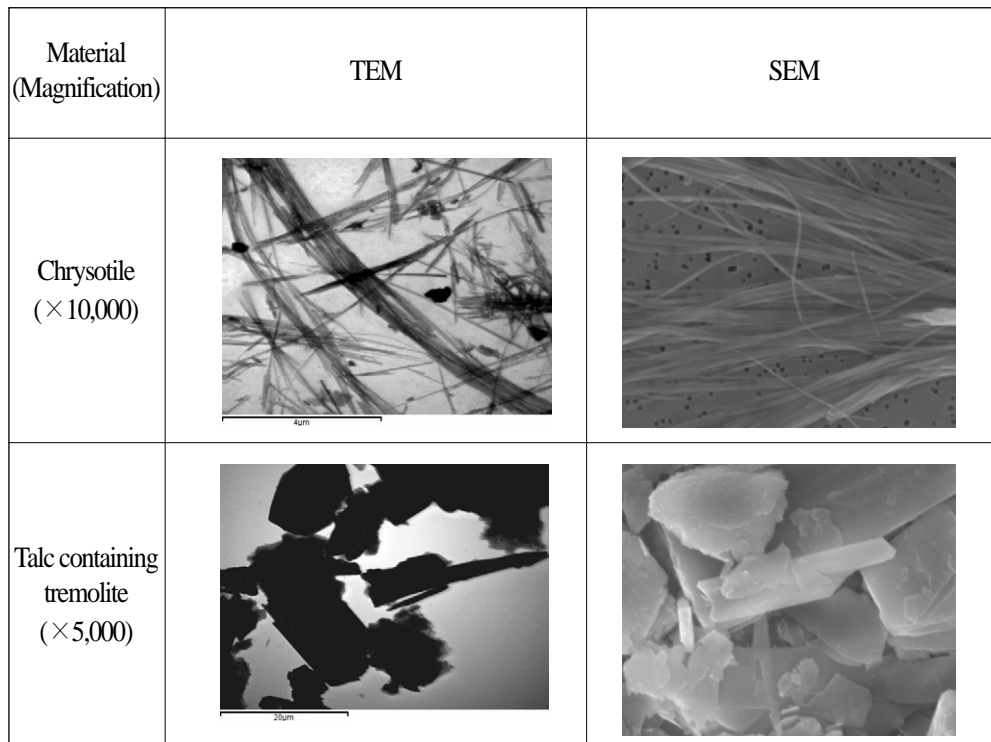 Material
(Magnification)
TEM
SEM
Chrysotile
(×10,000)
4µm
Talc containing
tremolite
(×5,000)
20µm